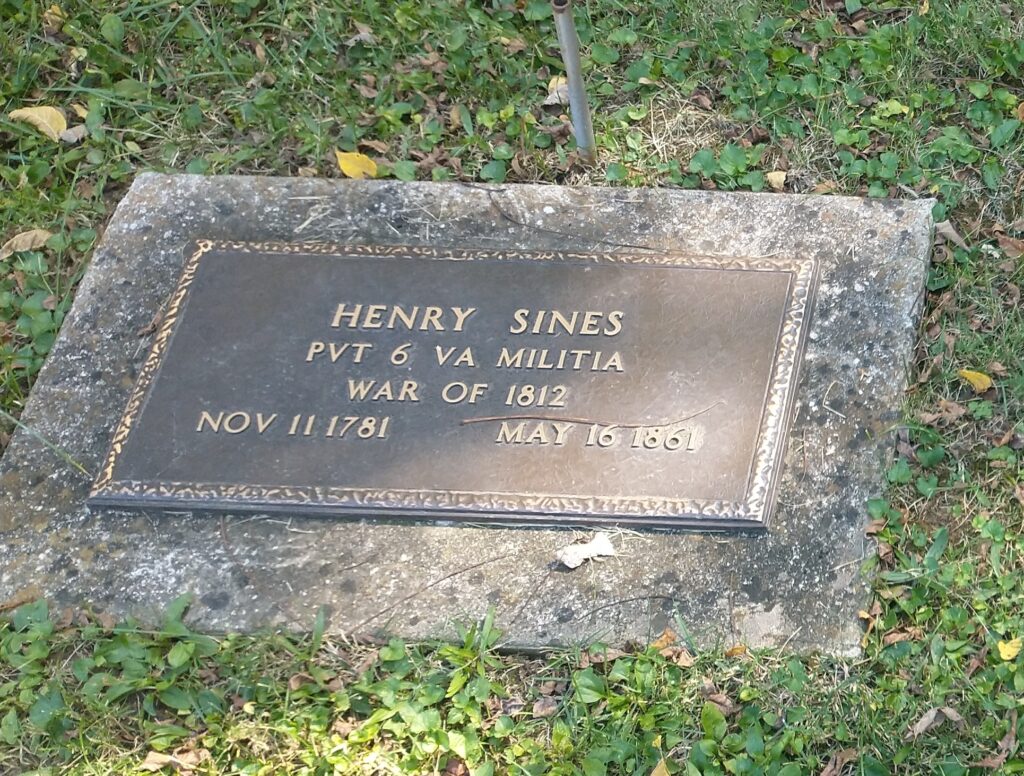 HENRY SINES
PVT 6 VA MILITIA
WAR OF 1812
NOV 11 1781 MAY 16 1861